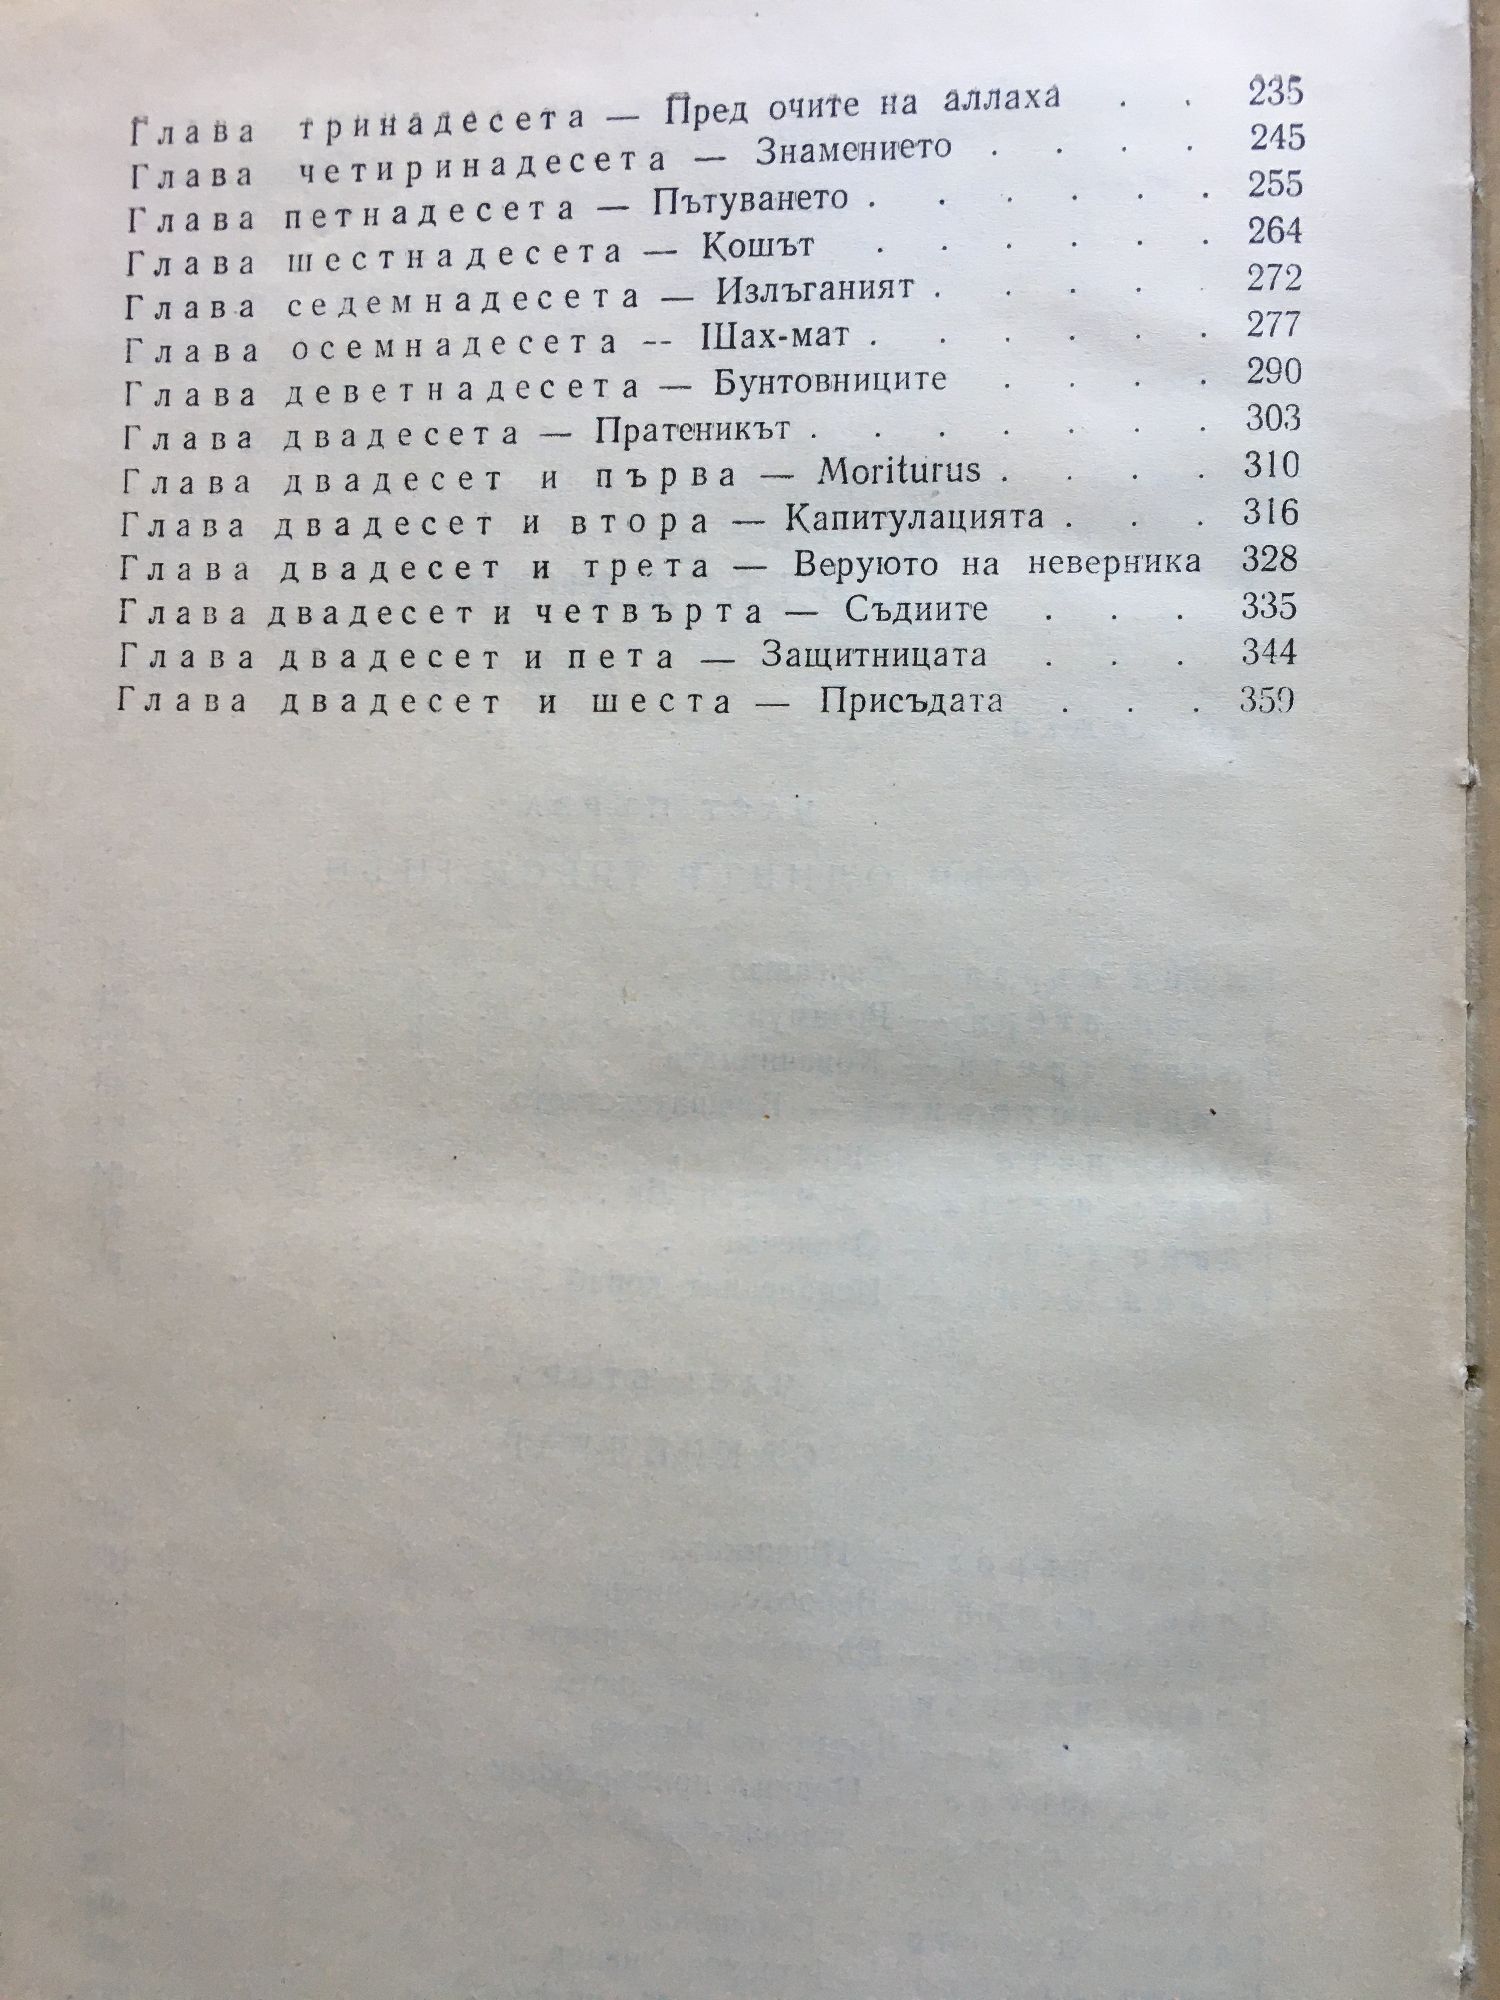 Глава тринадесета — Пред очите на аллаха . . 235
Глава четиринадесета — Знамението . . . . 245
Глава петнадесета — Пътуването . . . . . . 255
Глава шестнадесета — Кошът . . . . . . 264
Глава седемнадесета — Излъганият . . . . . 272
Глава осемнадесета -- Шах-мат . . . . . . 277
Глава деветнадесета — Бунтовниците . . . . 290
Глава двадесета — Пратеникът . . . . . . . 303
Глава двадесет и първа — Moriturus . . . . 310
Глава двадесет и втора — Капитулацията . . . 316
Глава двадесет и трета — Веруюто на неверника 328
Глава двадесет и четвърта — Съдиите . . . 335
Глава двадесет и пета — Защитницата . . . 344
Глава двадесет и шеста — Присъдата . . . 359